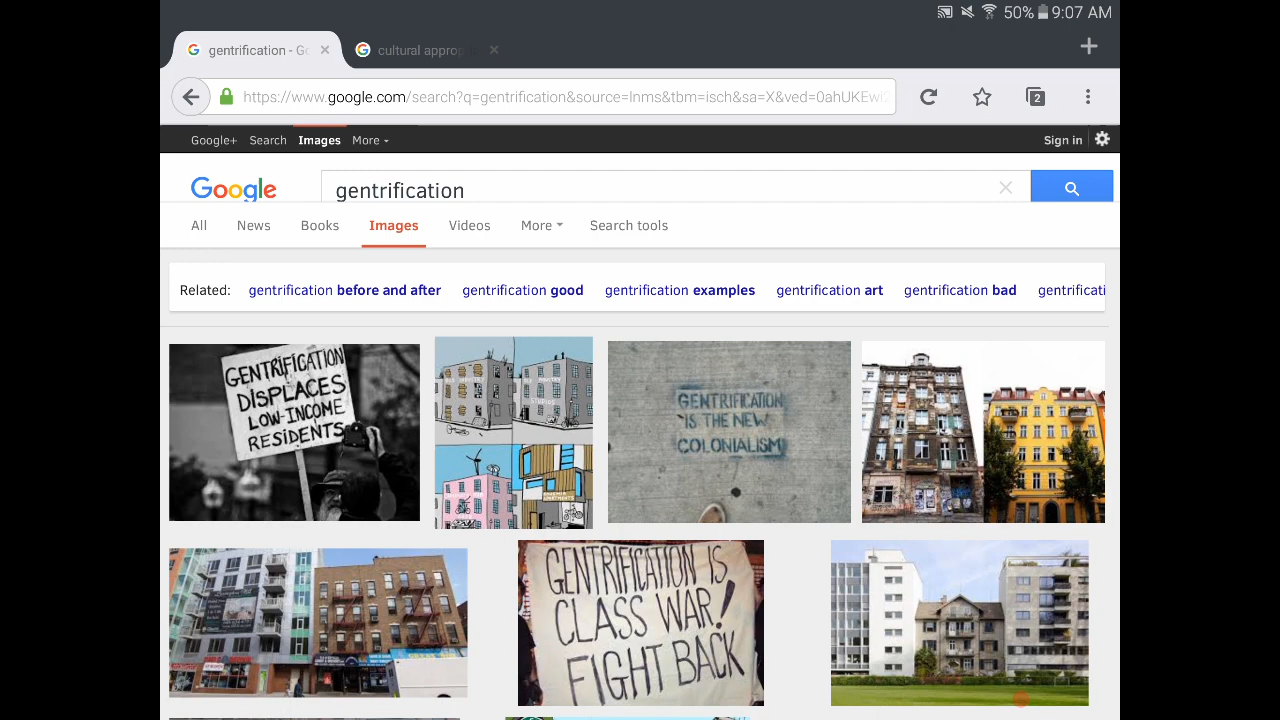 50% 9:07 AM
gentrification - G
cultural approp
https://www.google.com/search?q=gentrification&source=lnms&tbm=isch&sa=X&ved=0ahUKEwi
2
Google+ Search Images More
Sign in
Google
gentrification
All News Books Images Videos More Search tools
Related: gentrification before and after gentrification good gentrification examples gentrification art gentrification bad gentrificati
GENTRIFICATION
DISPLACES
LOW-INCOME
RESIDENTS
GENTRIFICATION
IS THE NEW
COLONIALISM
GENTRIFICATION IS
CLASS WAR!
FIGHT BACK